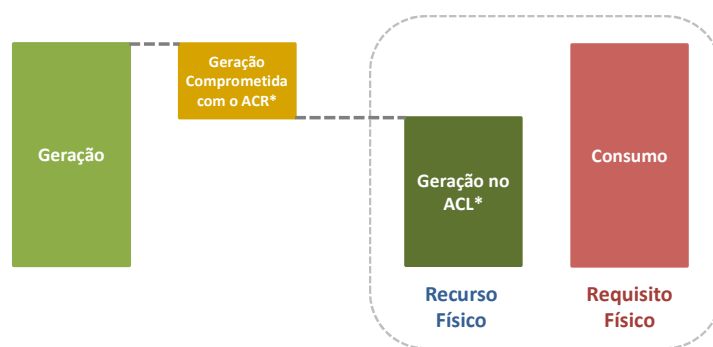 Geração
Geração
Comprometida
com o ACR*
Geração no
ACL*
Consumo
Recurso
Físico
Requisito
Físico